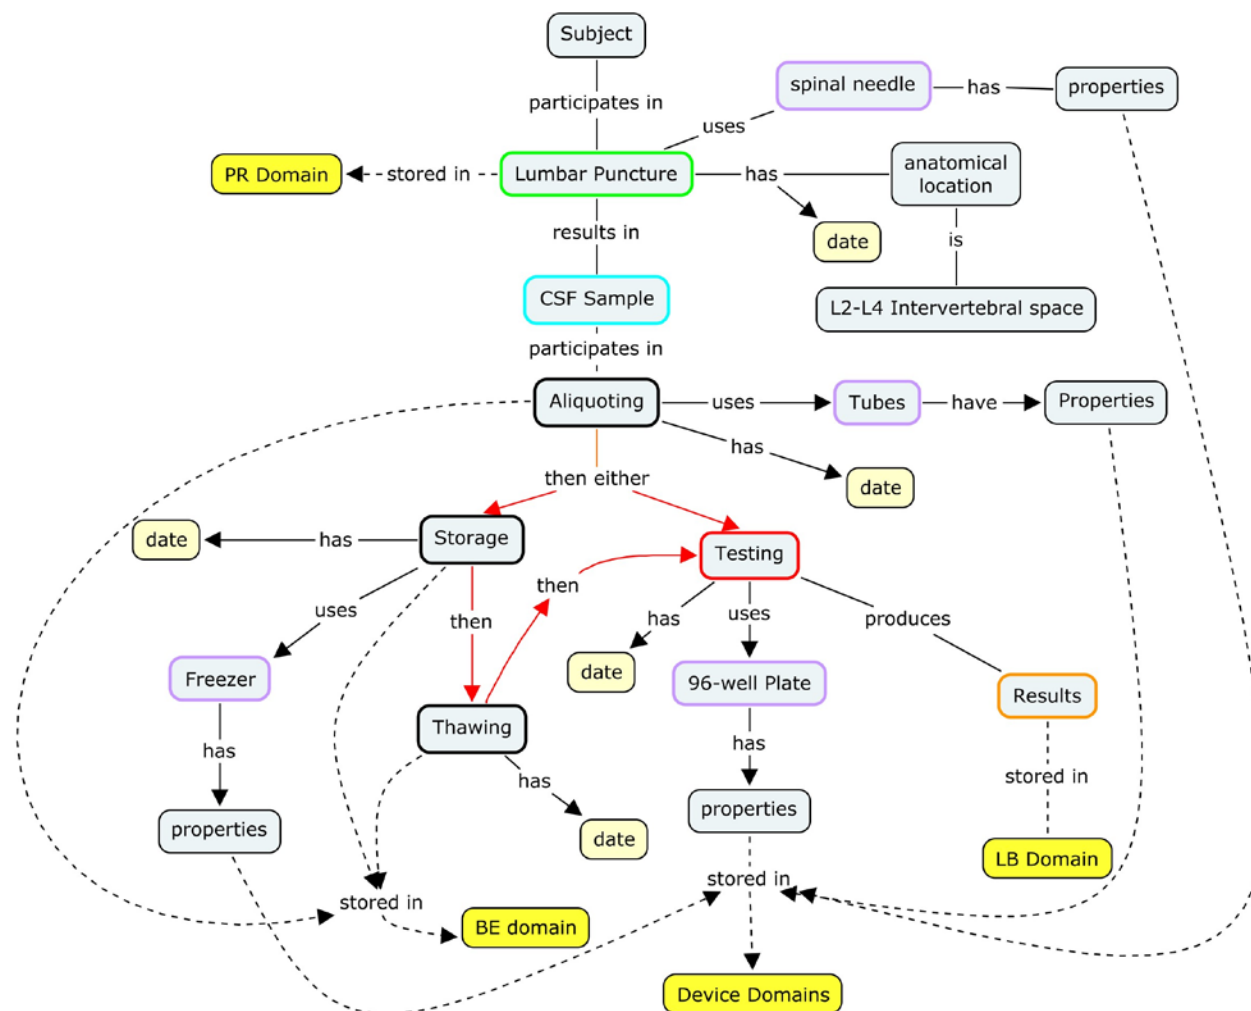 Subject
participates in
spinal needle
has
properties
uses
PR Domain
stored in
Lumbar Puncture
has
anatomical
location
date
results in
is
CSF Sample
L2-L4 Intervertebral space
participates in
Aliquoting
uses
Tubes
have
Properties
has
date
then either
date
has
Storage
Testing
then
uses
then
has
uses
produces
date
Freezer
96-well Plate
Results
Thawing
has
has
has
stored in
properties
date
properties
LB Domain
stored in
stored in
BE domain
Device Domains